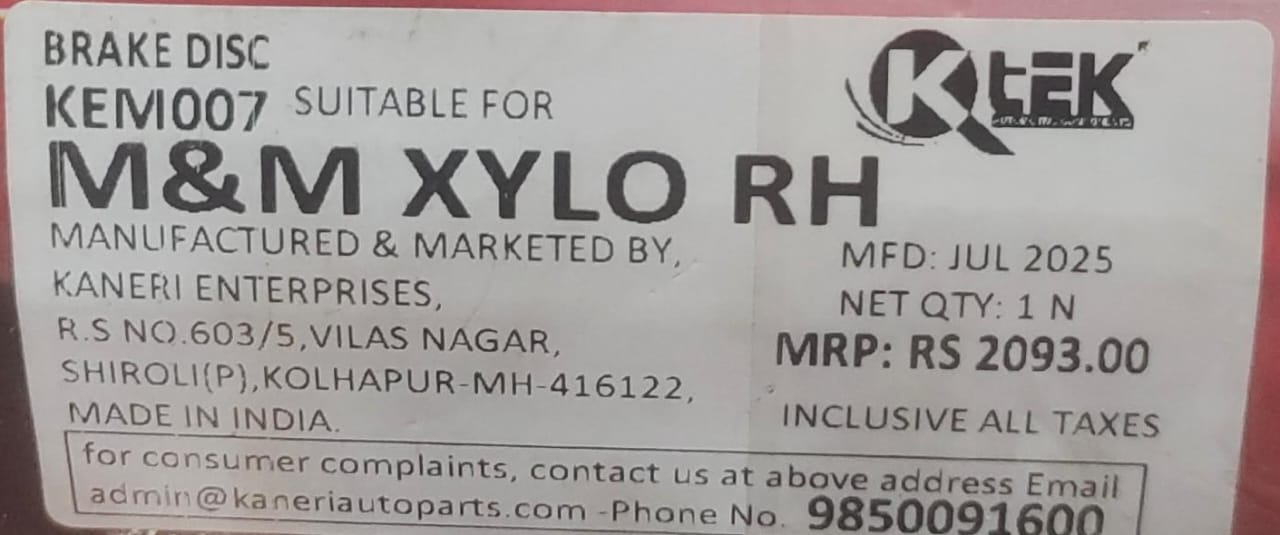 BRAKE DISC
KEM007 SUITABLE FOR
M&M XYLO RH
KtEK
MANUFACTURED & MARKETED BY,
KANERI ENTERPRISES,
R.S NO.603/5,VILAS NAGAR,
SHIROLI(P),KOLHAPUR-MH-416122,
MADE IN INDIA.
MFD: JUL 2025
NET QTY: 1 N
MRP: RS 2093.00
INCLUSIVE ALL TAXES
for consumer complaints, contact us at above address Email
admin@kaneriautoparts.com -Phone No. 9850091600